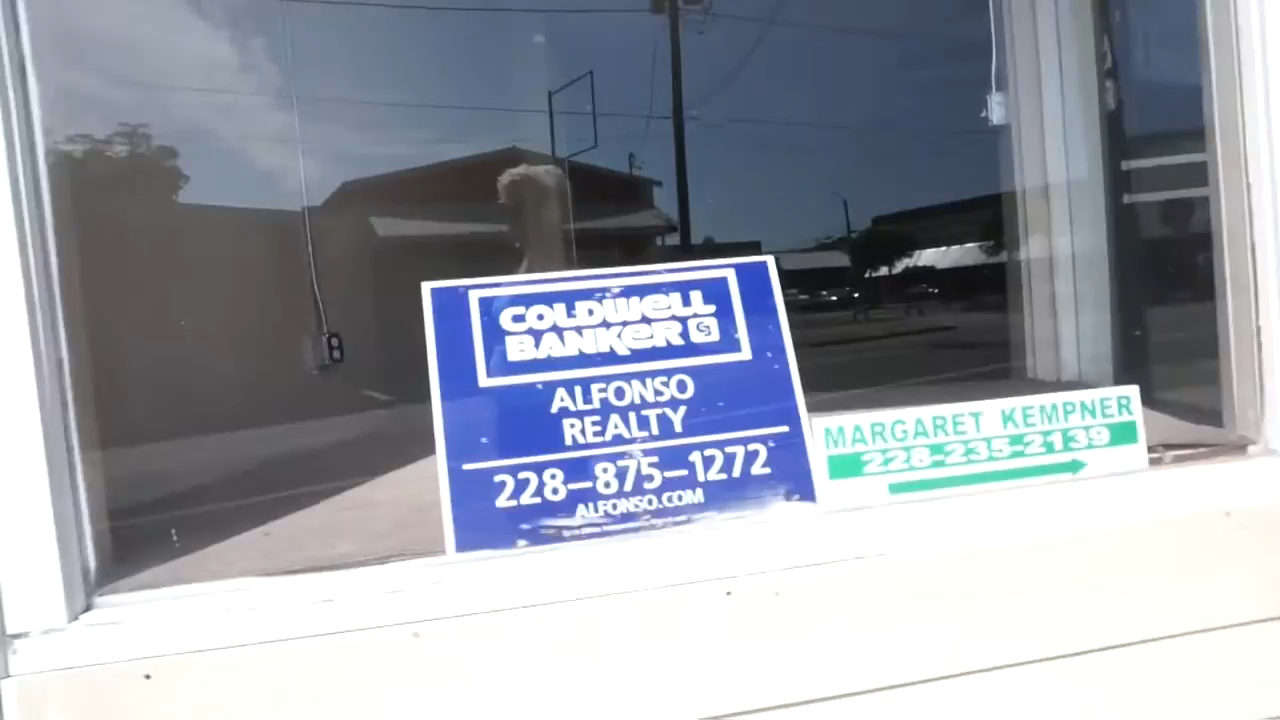 COLDWELL
BANKER
ALFONSO
REALTY
228-875-1272
ALFONSO.COM
MARGARET KEMPNER
228-235-2139